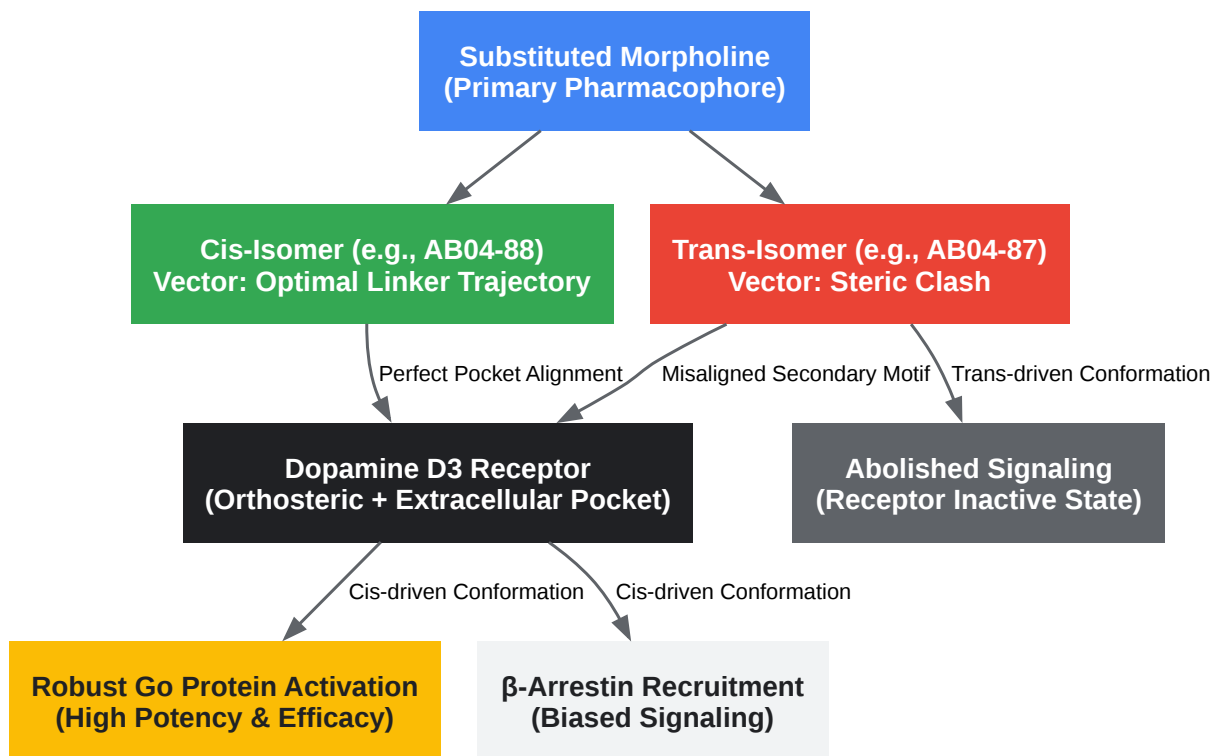 Substituted Morpholine
(Primary Pharmacophore)
Cis-Isomer (e.g., AB04-88)
Vector: Optimal Linker Trajectory
Trans-Isomer (e.g., AB04-87)
Vector: Steric Clash
Perfect Pocket Alignment
Misaligned Secondary Motif
Trans-driven Conformation
Dopamine D3 Receptor
(Orthosteric + Extracellular Pocket)
Abolished Signaling
(Receptor Inactive State)
Cis-driven Conformation
Cis-driven Conformation
Robust Go Protein Activation
(High Potency & Efficacy)
β-Arrestin Recruitment
(Biased Signaling)